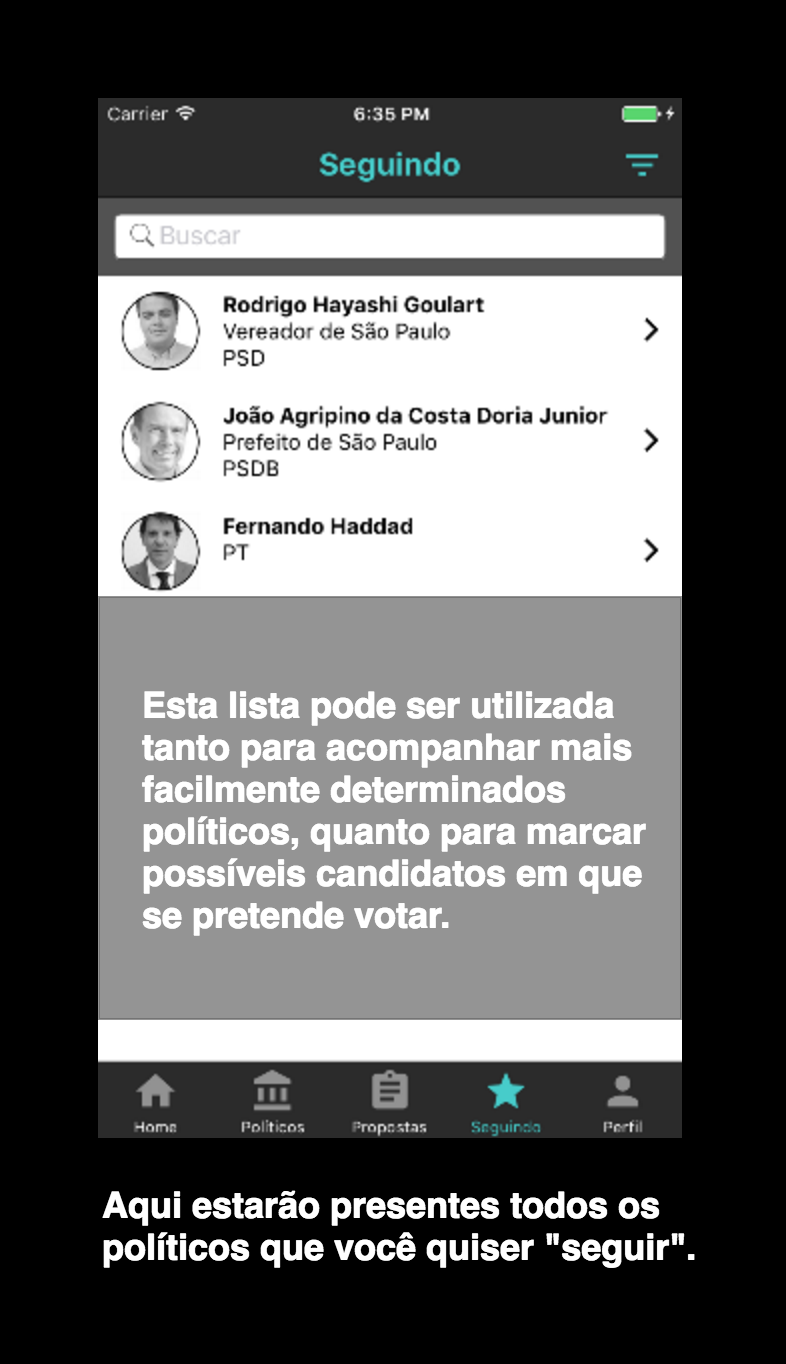 Carrier 6:35 PM
Seguindo
Buscar
Rodrigo Hayashi Goulart
Vereador de São Paulo
PSD
João Agripino da Costa Doria Junior
Prefeito de São Paulo
PSDB
Fernando Haddad
PT
Esta lista pode ser utilizada
tanto para acompanhar mais
facilmente determinados
políticos, quanto para marcar
possíveis candidatos em que
se pretende votar.
Home Políticos Propostas Seguindo Perfil
Aqui estarão presentes todos os
políticos que você quiser "seguir".